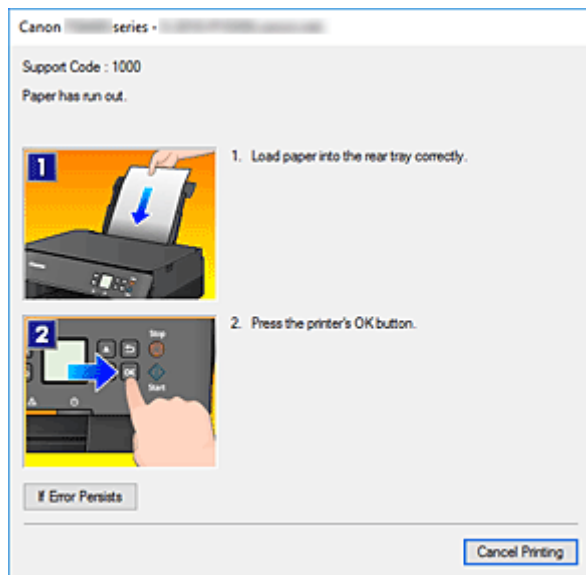 Canon series -
Support Code : 1000
Paper has run out.
1
1. Load paper into the rear tray correctly.
2
2. Press the printer's OK button.
Stop
OK
Start
If Error Persists
Cancel Printing